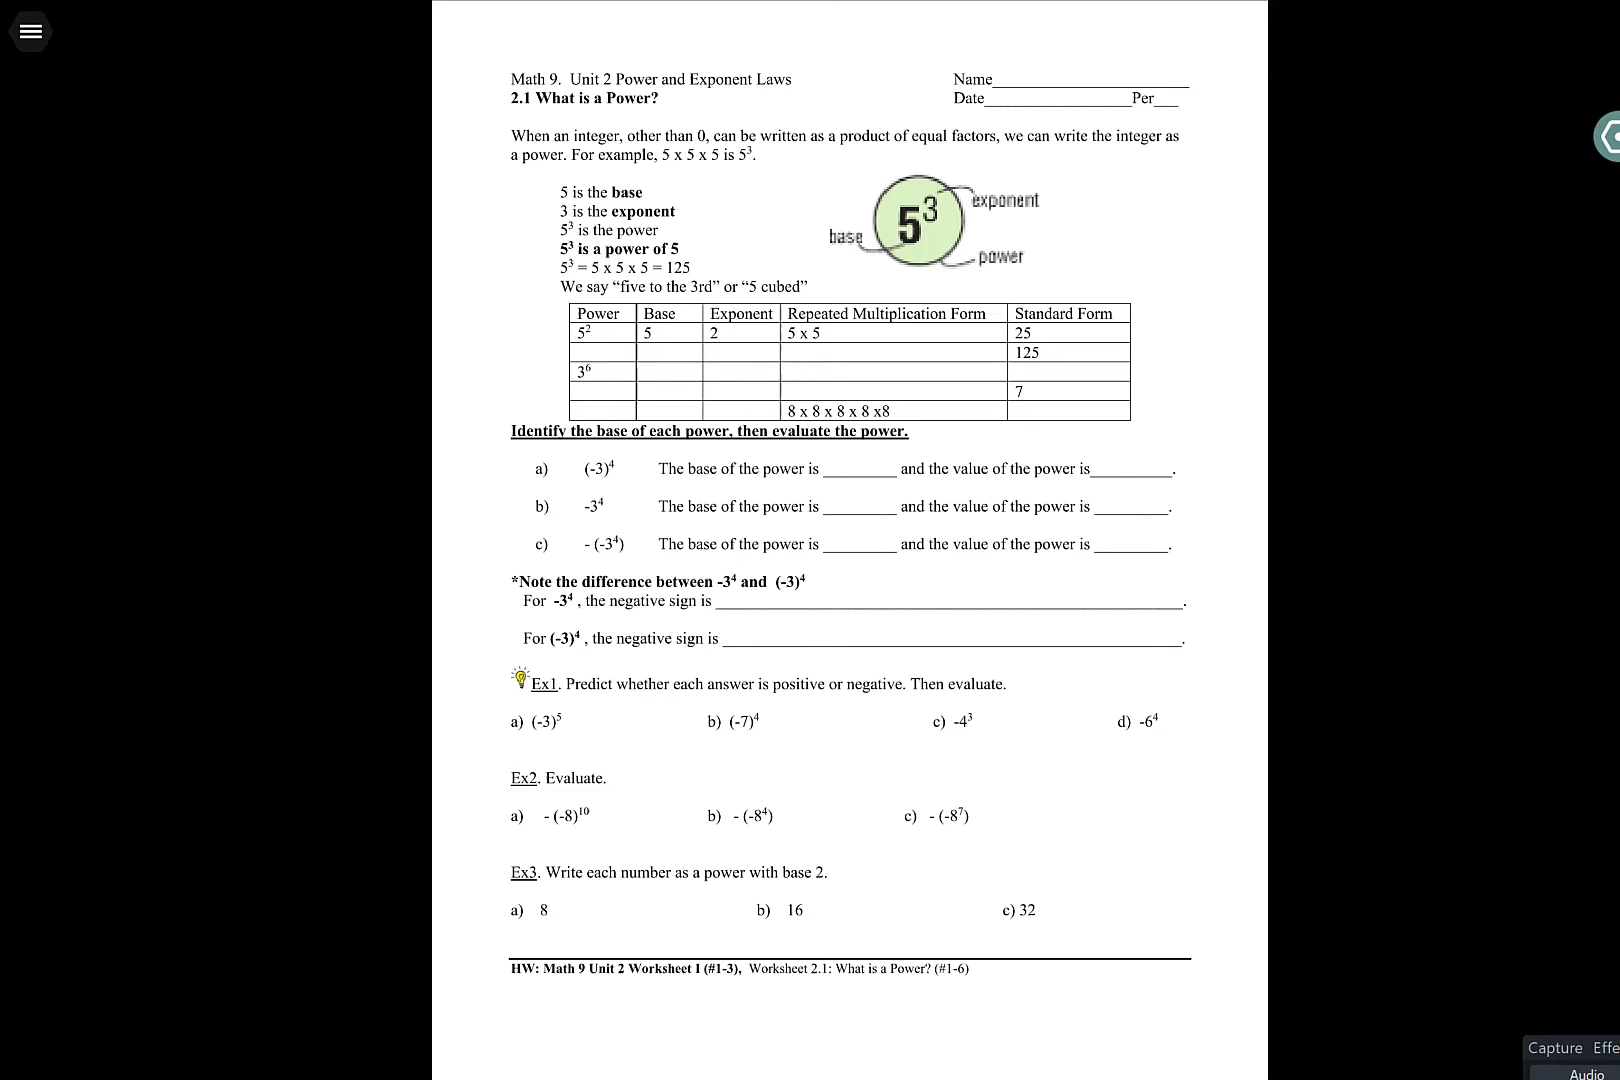 Math 9.  Unit 2 Power and Exponent Laws   Name________________________
2.1 What is a Power?   Date__________________Per___
When an integer, other than 0, can be written as a product of equal factors, we can write the integer as
a power. For example, 5 x 5 x 5 is 5³.
5 is the base
3 is the exponent
5³ is the power
5³ is a power of 5
5³ = 5 x 5 x 5 = 125
We say “five to the 3rd” or “5 cubed”
5³
exponent
base
power
Power   Base   Exponent   Repeated Multiplication Form   Standard Form
5²   5   2   5 x 5   25
125
3⁶
7
8 x 8 x 8 x 8 x8
Identify the base of each power, then evaluate the power.
a)   (-3)⁴   The base of the power is _________ and the value of the power is__________.
b)   -3⁴   The base of the power is _________ and the value of the power is _________.
c)   - (-3⁴)   The base of the power is _________ and the value of the power is _________.
*Note the difference between -3⁴ and  (-3)⁴
For  -3⁴ , the negative sign is _________________________________________________________.
For (-3)⁴ , the negative sign is ________________________________________________________.
Ex1. Predict whether each answer is positive or negative. Then evaluate.
a)  (-3)⁵   b)  (-7)⁴   c)  -4³   d)  -6⁴
Ex2. Evaluate.
a)   - (-8)¹⁰   b)   - (-8⁴)   c)   - (-8⁷)
Ex3. Write each number as a power with base 2.
a)   8   b)   16   c) 32
HW: Math 9 Unit 2 Worksheet I (#1-3),  Worksheet 2.1: What is a Power? (#1-6)
Capture   Effe
Audio